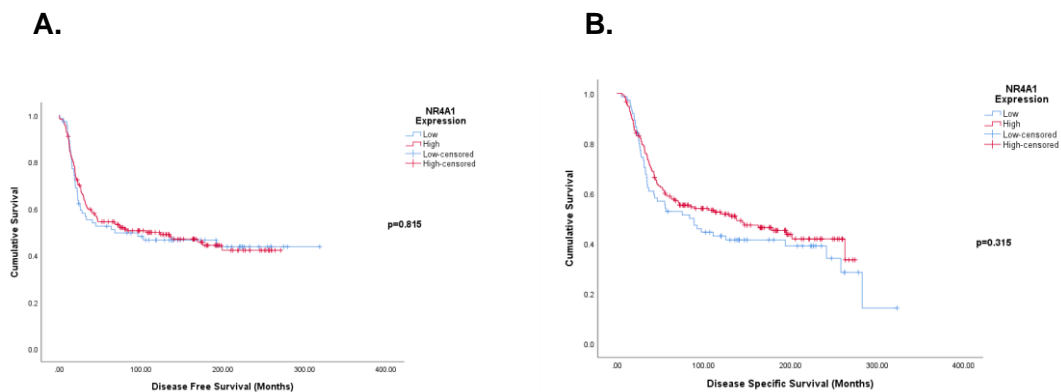 A.
NR4A1
Expression
Low
High
Low-censored
High-censored
1.0
0.8
0.6
0.4
0.2
0.0
Cumulative Survival
p=0.815
.00
100.00
200.00
300.00
400.00
Disease Free Survival (Months)
B.
NR4A1
Expression
Low
High
Low-censored
High-censored
1.0
0.8
0.6
0.4
0.2
0.0
Cumulative Survival
p=0.315
.00
100.00
200.00
300.00
400.00
Disease Specific Survival (Months)